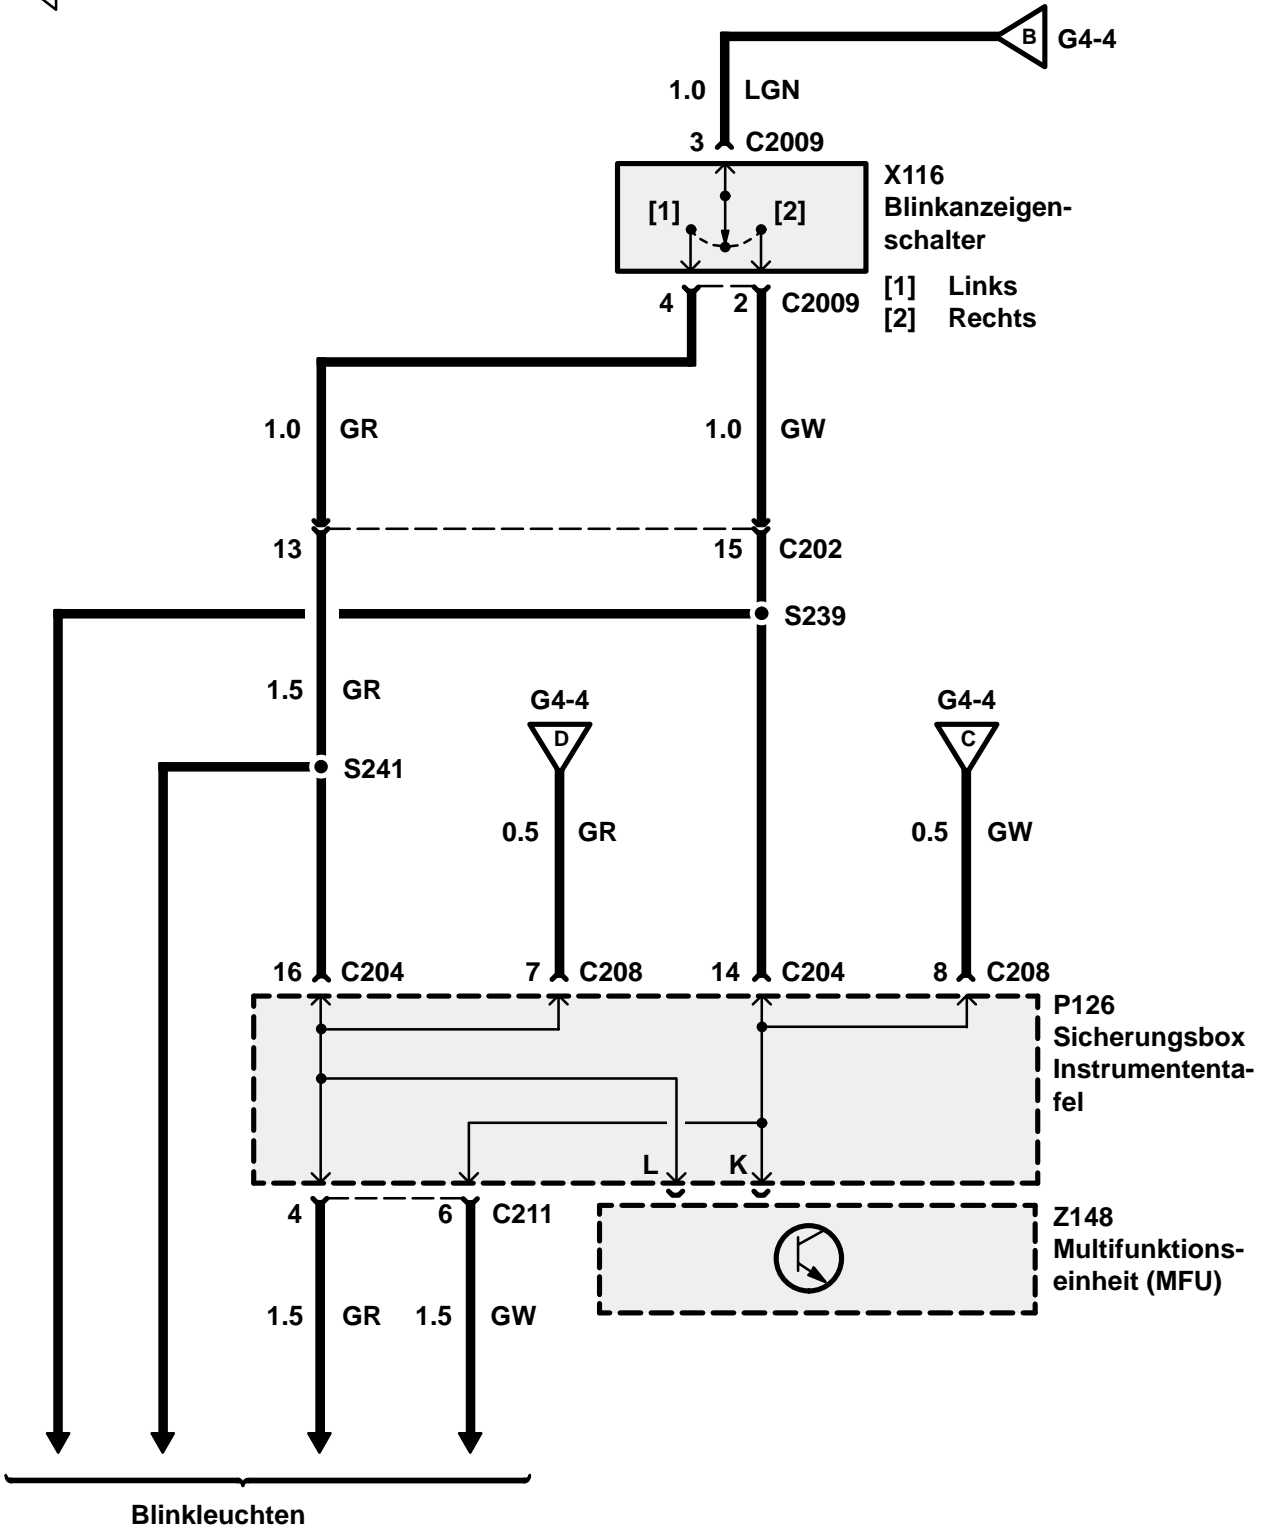 B G4-4
1.0 LGN
3 C2009
X116
Blinkanzeigen-
schalter
[1] [2]
[1] Links
[2] Rechts
4 2 C2009
1.0 GR 1.0 GW
13 15 C202
S239
1.5 GR
G4-4 G4-4
D C
S241
0.5 GR 0.5 GW
16 C204 7 C208 14 C204 8 C208
P126
Sicherungsbox
Instrumententa-
fel
L K
4 6 C211
Z148
Multifunktions-
einheit (MFU)
1.5 GR 1.5 GW
Blinkleuchten